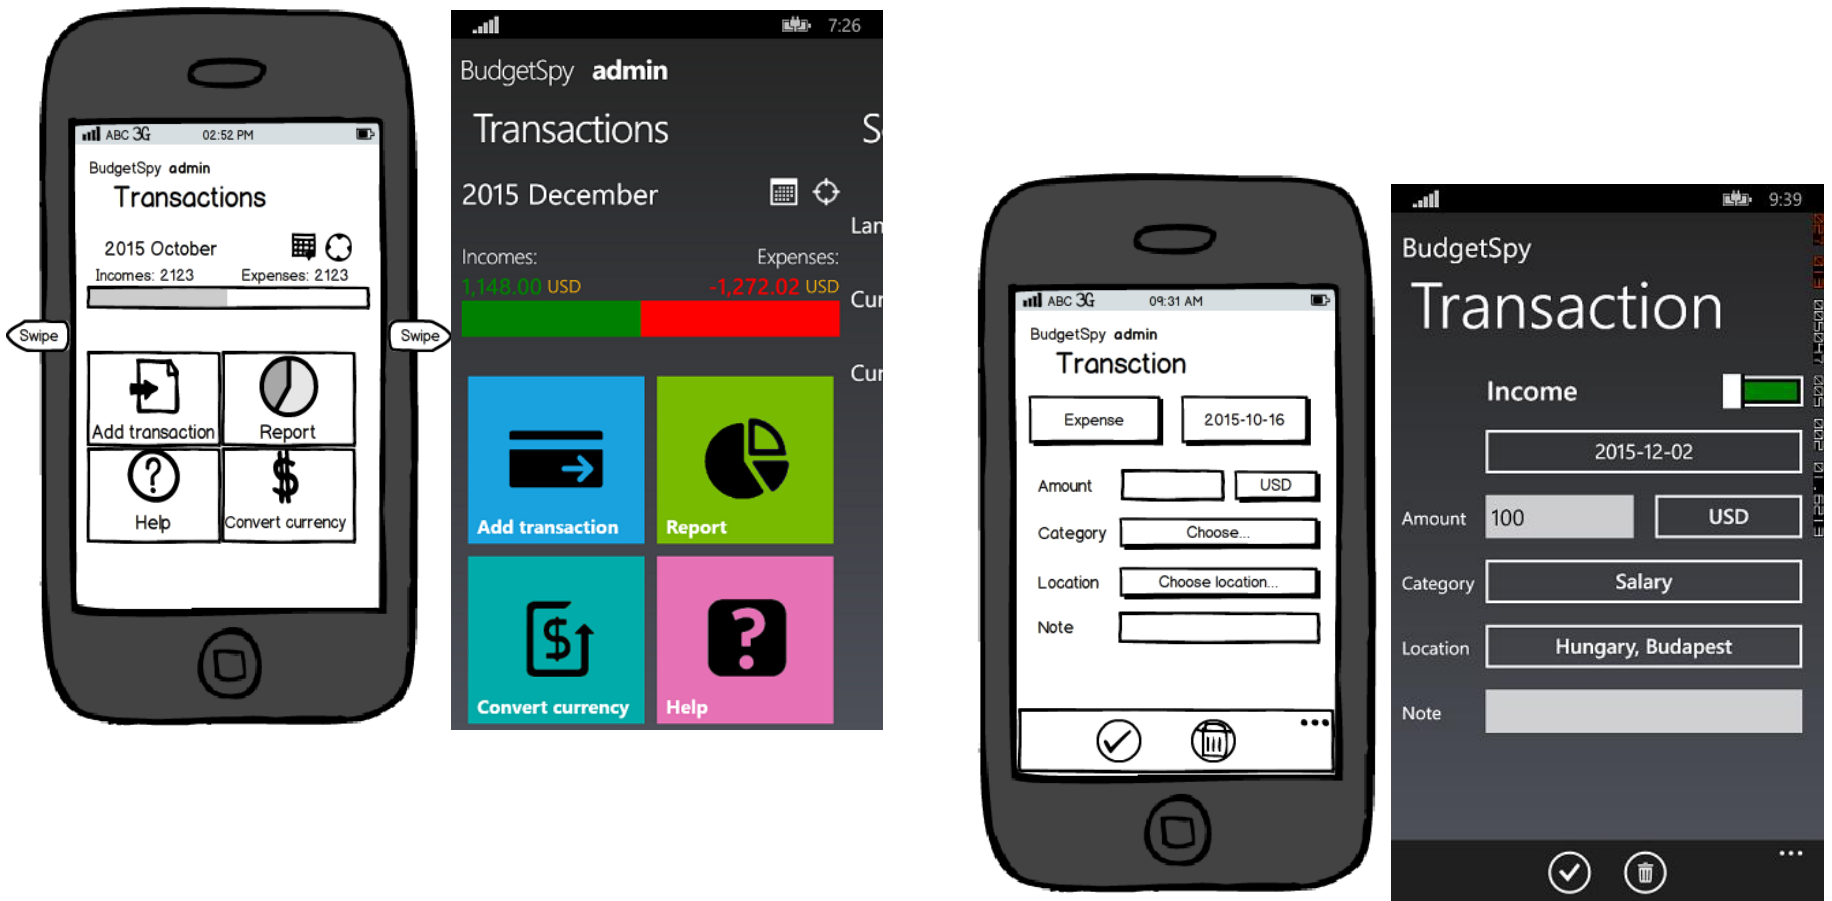 ABC 3G 02:52 PM
BudgetSpy admin
Transactions
2015 October
Incomes: 2123 Expenses: 2123
Swipe Swipe
Add transaction Report
Help Convert currency
7:26
BudgetSpy admin
Transactions S
2015 December
Lan
Incomes: Expenses:
1,148.00 USD -1,272.02 USD
Cur
Cur
Add transaction Report
Convert currency Help
ABC 3G 09:31 AM
BudgetSpy admin
Transction
Expense 2015-10-16
Amount USD
Category Choose...
Location Choose location...
Note
9:39
BudgetSpy
Transaction
Income
2015-12-02
Amount 100 USD
Category Salary
Location Hungary, Budapest
Note